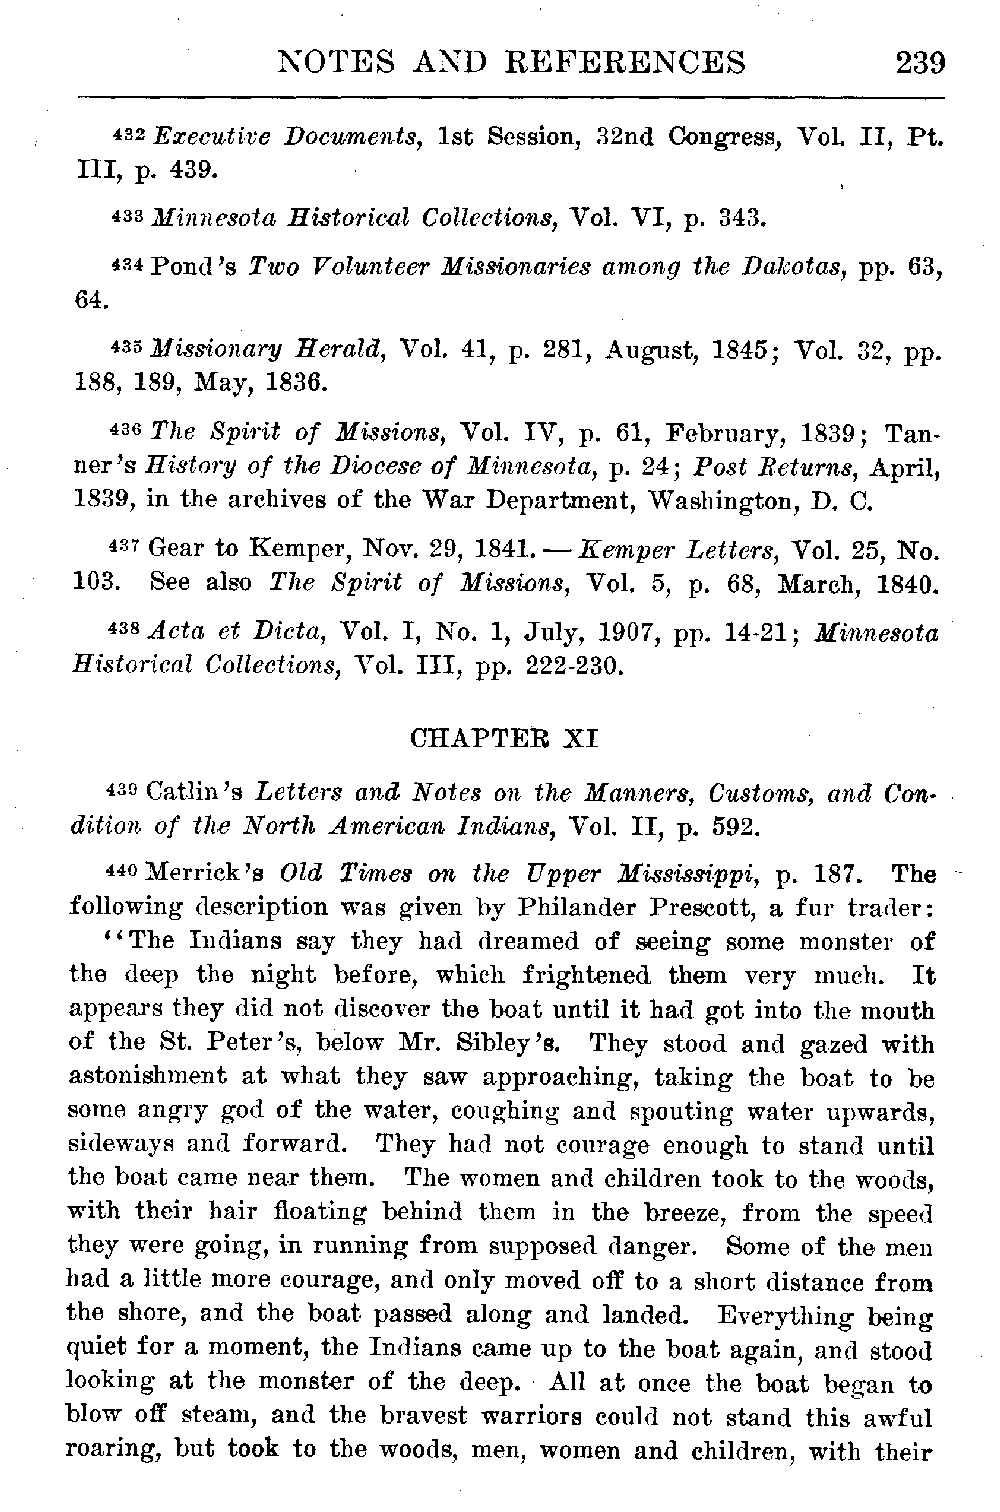 NOTES AND REFERENCES 239
432 Executive Documents, 1st Session, 32nd Congress, Vol. II, Pt.
III, p. 439.
433 Minnesota Historical Collections, Vol. VI, p. 343.
434 Pond's Two Volunteer Missionaries among the Dakotas, pp. 63,
64.
435 Missionary Herald, Vol. 41, p. 281, August, 1845; Vol. 32, pp.
188, 189, May, 1836.
436 The Spirit of Missions, Vol. IV, p. 61, February, 1839; Tan-
ner's History of the Diocese of Minnesota, p. 24; Post Returns, April,
1839, in the archives of the War Department, Washington, D. C.
437 Gear to Kemper, Nov. 29, 1841. — Kemper Letters, Vol. 25, No.
103. See also The Spirit of Missions, Vol. 5, p. 68, March, 1840.
438 Acta et Dicta, Vol. I, No. 1, July, 1907, pp. 14-21; Minnesota
Historical Collections, Vol. III, pp. 222-230.
CHAPTER XI
439 Catlin's Letters and Notes on the Manners, Customs, and Con-
dition of the North American Indians, Vol. II, p. 592.
440 Merrick's Old Times on the Upper Mississippi, p. 187. The
following description was given by Philander Prescott, a fur trader:
"The Indians say they had dreamed of seeing some monster of
the deep the night before, which frightened them very much. It
appears they did not discover the boat until it had got into the mouth
of the St. Peter's, below Mr. Sibley's. They stood and gazed with
astonishment at what they saw approaching, taking the boat to be
some angry god of the water, coughing and spouting water upwards,
sideways and forward. They had not courage enough to stand until
the boat came near them. The women and children took to the woods,
with their hair floating behind them in the breeze, from the speed
they were going, in running from supposed danger. Some of the men
had a little more courage, and only moved off to a short distance from
the shore, and the boat passed along and landed. Everything being
quiet for a moment, the Indians came up to the boat again, and stood
looking at the monster of the deep. All at once the boat began to
blow off steam, and the bravest warriors could not stand this awful
roaring, but took to the woods, men, women and children, with their